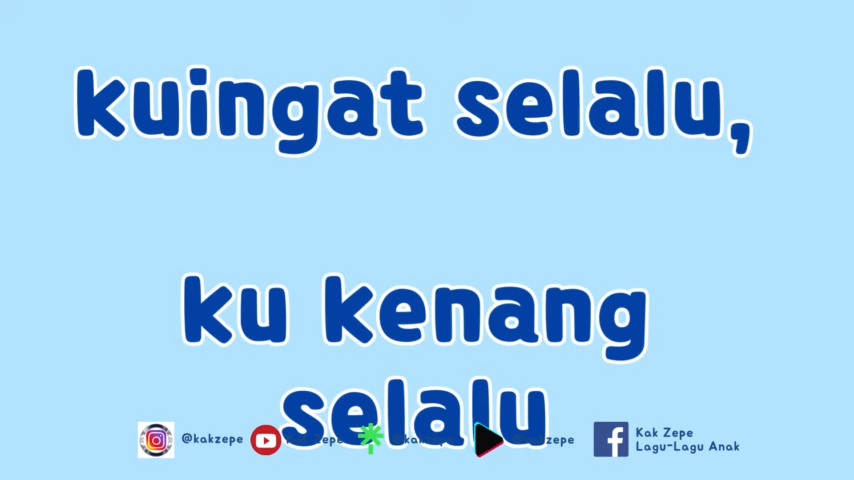 kuingat selalu,
ku kenang
selalu
@kakzepe
Kak Zepe
Lagu-Lagu Anak